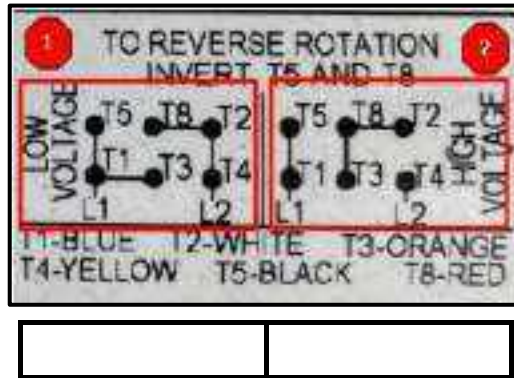 1 TO REVERSE ROTATION 2
INVERT T5 AND T8
LOW VOLTAGE T5 T8 T2 T5 T8 T2 HIGH VOLTAGE
T1 T3 T4 T1 T3 T4
L1 L2 L1 L2
T1-BLUE T2-WHITE T3-ORANGE
T4-YELLOW T5-BLACK T8-RED